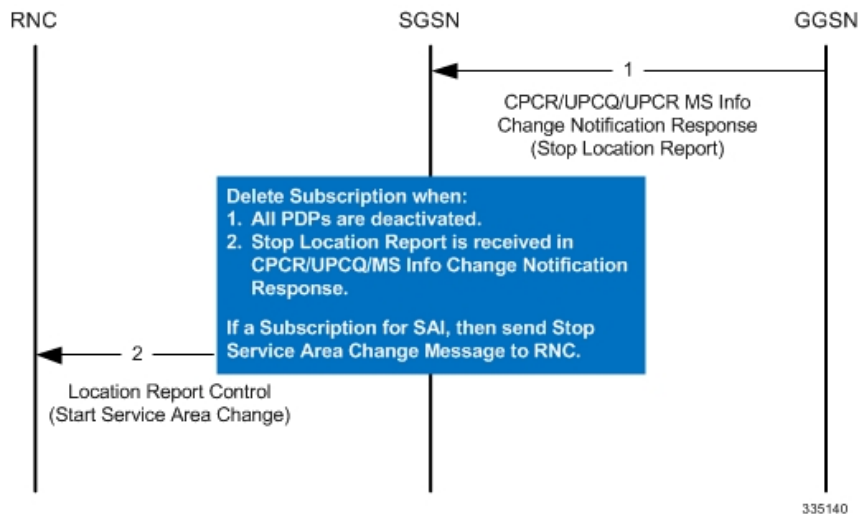 RNC SGSN GGSN
1
CPCR/UPCQ/UPCR MS Info
Change Notification Response
(Stop Location Report)
Delete Subscription when:
1. All PDPs are deactivated.
2. Stop Location Report is received in
CPCR/UPCQ/MS Info Change Notification
Response.
If a Subscription for SAI, then send Stop
Service Area Change Message to RNC.
2
Location Report Control
(Start Service Area Change)
335140